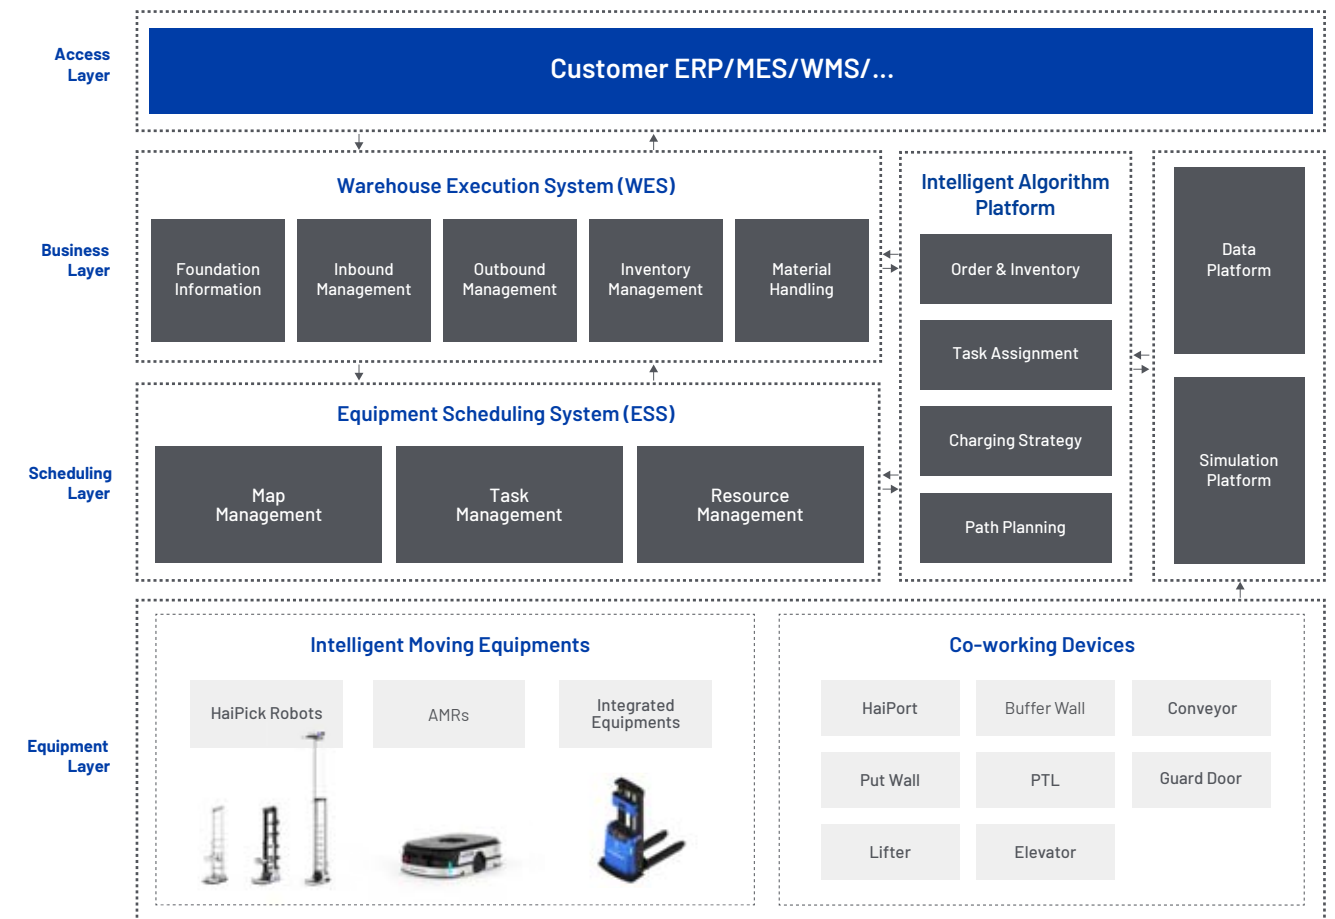 Access
Layer
Customer ERP/MES/WMS/...
Business
Layer
Warehouse Execution System (WES)
Foundation
Information
Inbound
Management
Outbound
Management
Inventory
Management
Material
Handling
Intelligent Algorithm
Platform
Order & Inventory
Task Assignment
Charging Strategy
Path Planning
Data
Platform
Simulation
Platform
Scheduling
Layer
Equipment Scheduling System (ESS)
Map
Management
Task
Management
Resource
Management
Equipment
Layer
Intelligent Moving Equipments
HaiPick Robots
AMRs
Integrated
Equipments
Co-working Devices
HaiPort
Buffer Wall
Conveyor
Put Wall
PTL
Guard Door
Lifter
Elevator